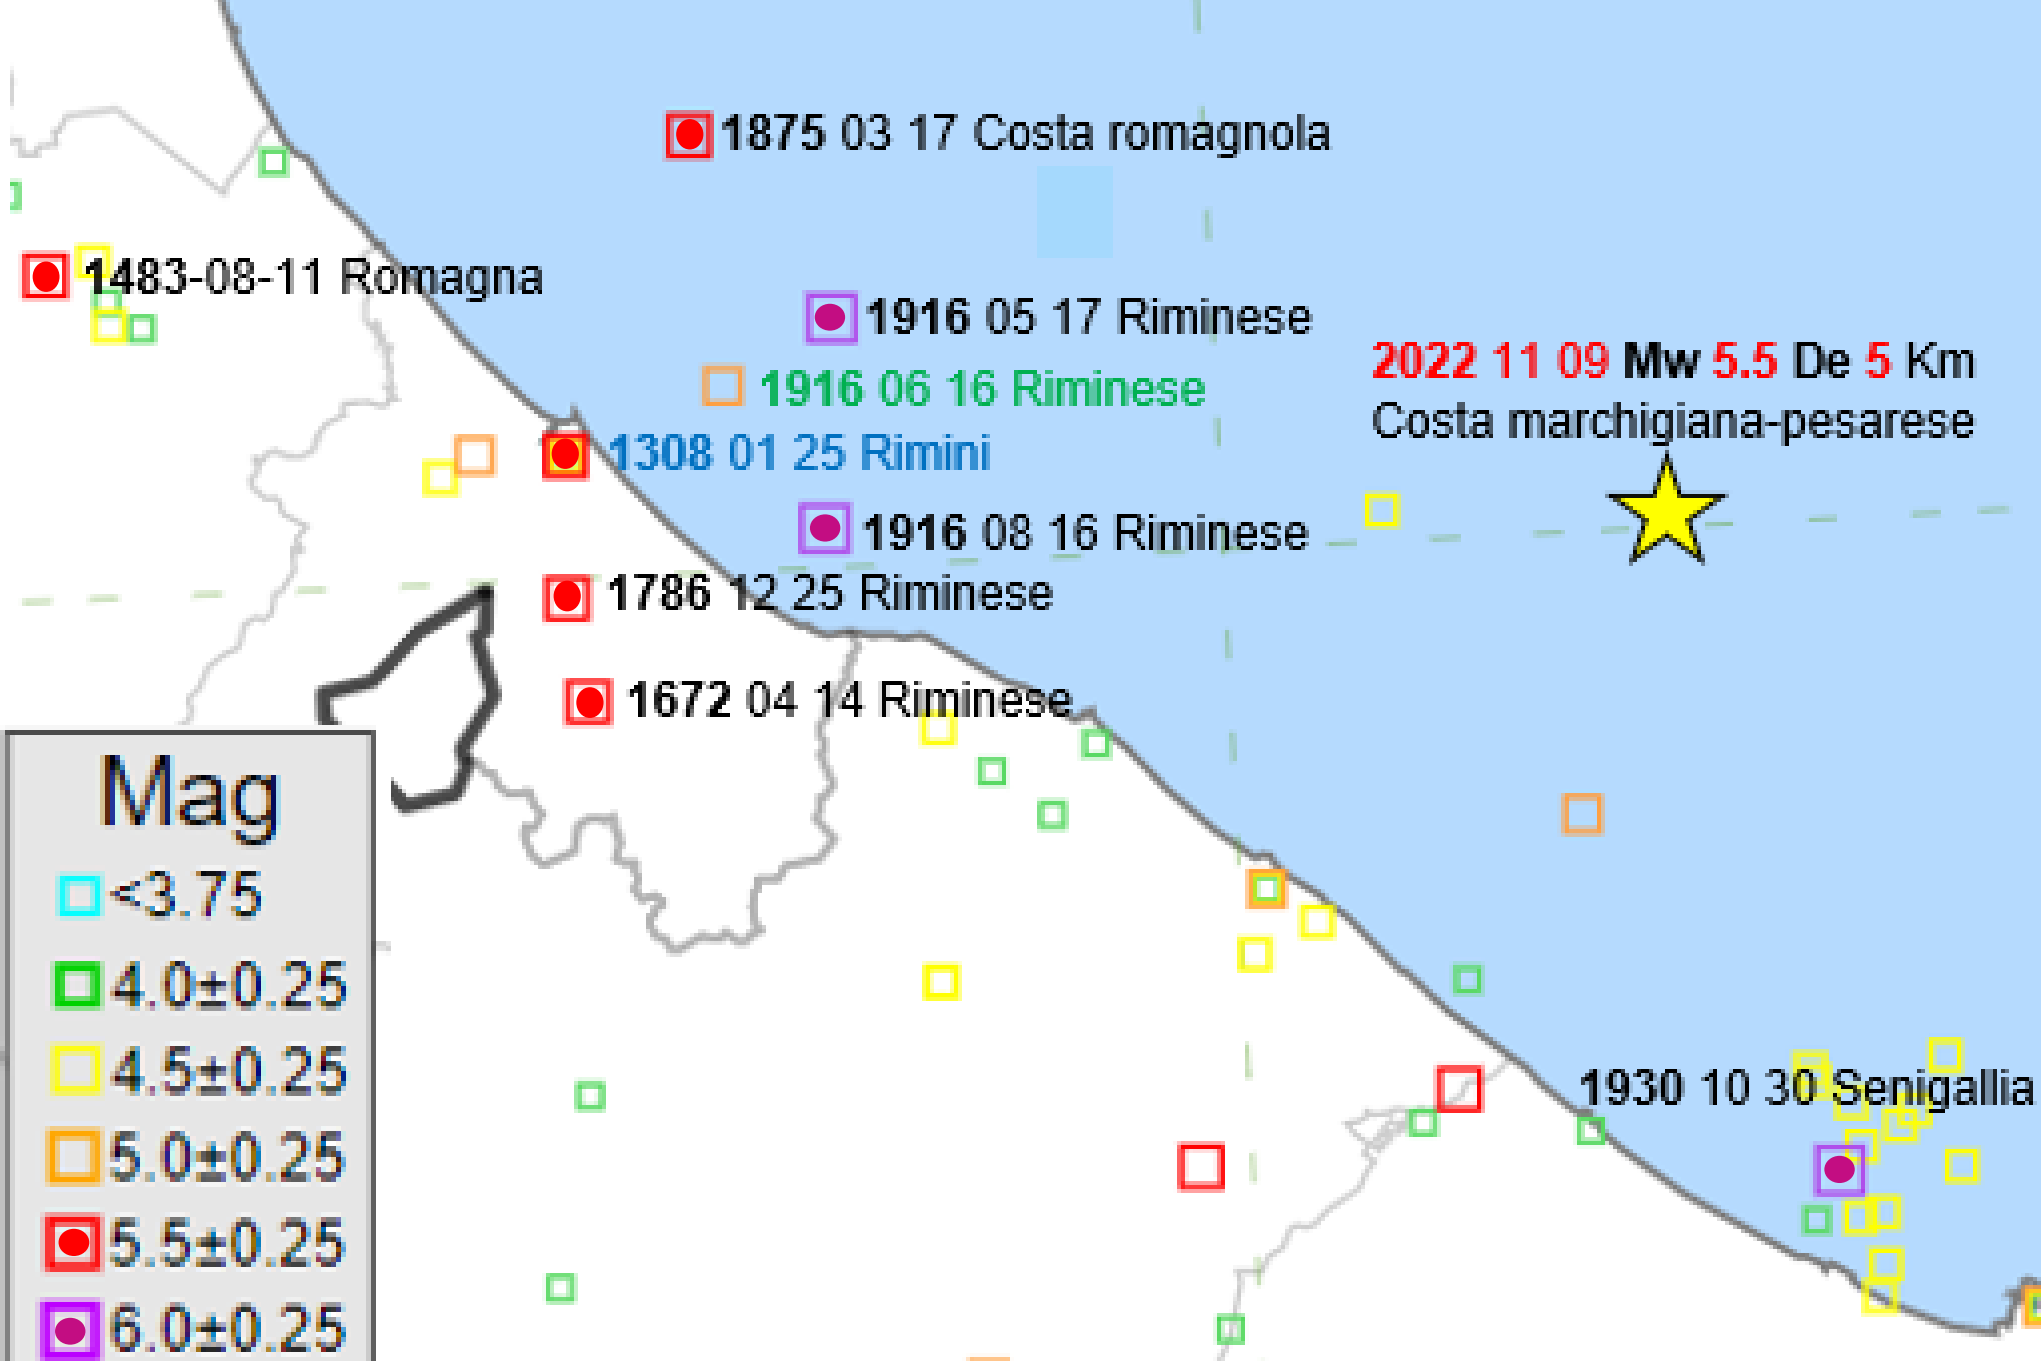 1875 03 17 Costa romagnola
1483-08-11 Romagna
1916 05 17 Riminese
2022 11 09 Mw 5.5 De 5 Km
Costa marchigiana-pesarese
1916 06 16 Riminese
1308 01 25 Rimini
1916 08 16 Riminese
1786 12 25 Riminese
1672 04 14 Riminese
1930 10 30 Senigallia
Mag
<3.75
4.0±0.25
4.5±0.25
5.0±0.25
5.5±0.25
6.0±0.25